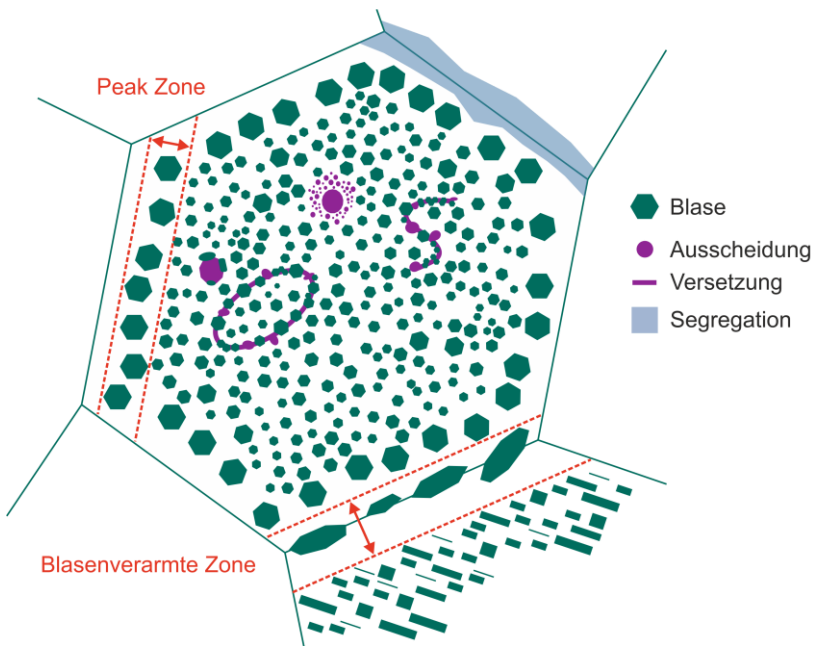 Peak Zone
Blase
Ausscheidung
Versetzung
Segregation
Blasenverarmte Zone